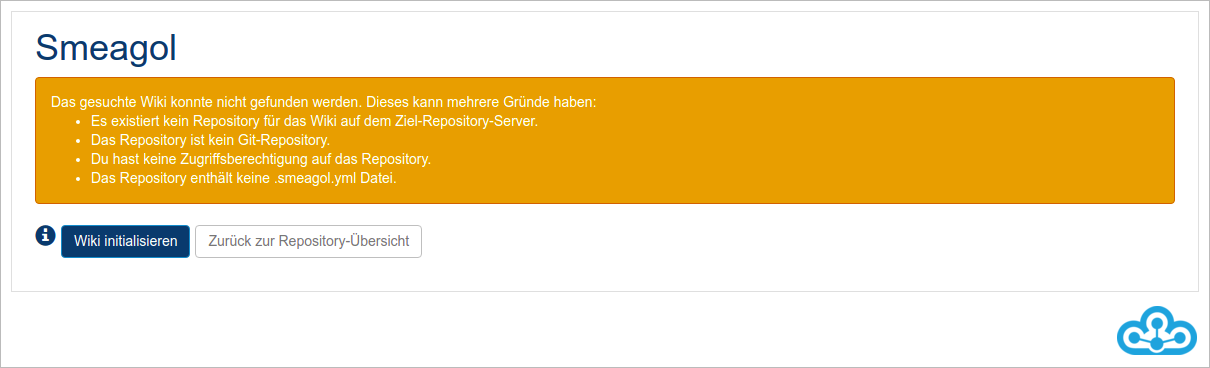 Smeagol
Das gesuchte Wiki konnte nicht gefunden werden. Dieses kann mehrere Gründe haben:
• Es existiert kein Repository für das Wiki auf dem Ziel-Repository-Server.
• Das Repository ist kein Git-Repository.
• Du hast keine Zugriffsberechtigung auf das Repository.
• Das Repository enthält keine .smeagol.yml Datei.
Wiki initialisieren Zurück zur Repository-Übersicht